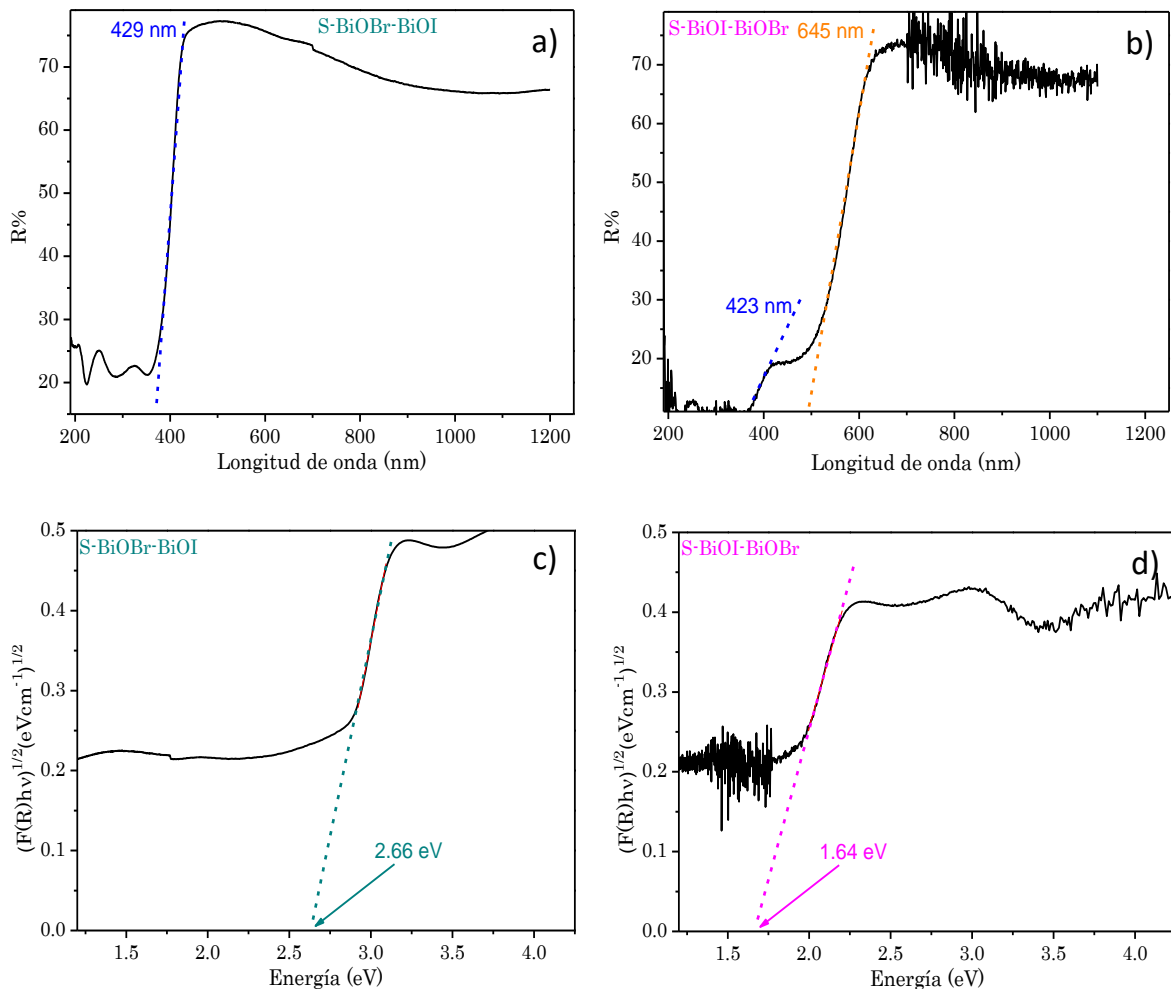 429 nm
S-BiOBr-BiOI
a)
70
60
50
40
30
20
R%
200 400 600 800 1000 1200
Longitud de onda (nm)
S-BiOI-BiOBr 645 nm
b)
423 nm
70
60
50
40
30
20
R%
200 400 600 800 1000 1200
Longitud de onda (nm)
S-BiOBr-BiOI
c)
0.5
0.4
0.3
0.2
0.1
0.0
(F(R)hν)^1/2(eVcm^-1)^1/2
2.66 eV
1.5 2.0 2.5 3.0 3.5 4.0
Energía (eV)
S-BiOI-BiOBr
d)
0.5
0.4
0.3
0.2
0.1
0.0
(F(R)hν)^1/2(eVcm^-1)^1/2
1.64 eV
1.5 2.0 2.5 3.0 3.5 4.0
Energía (eV)